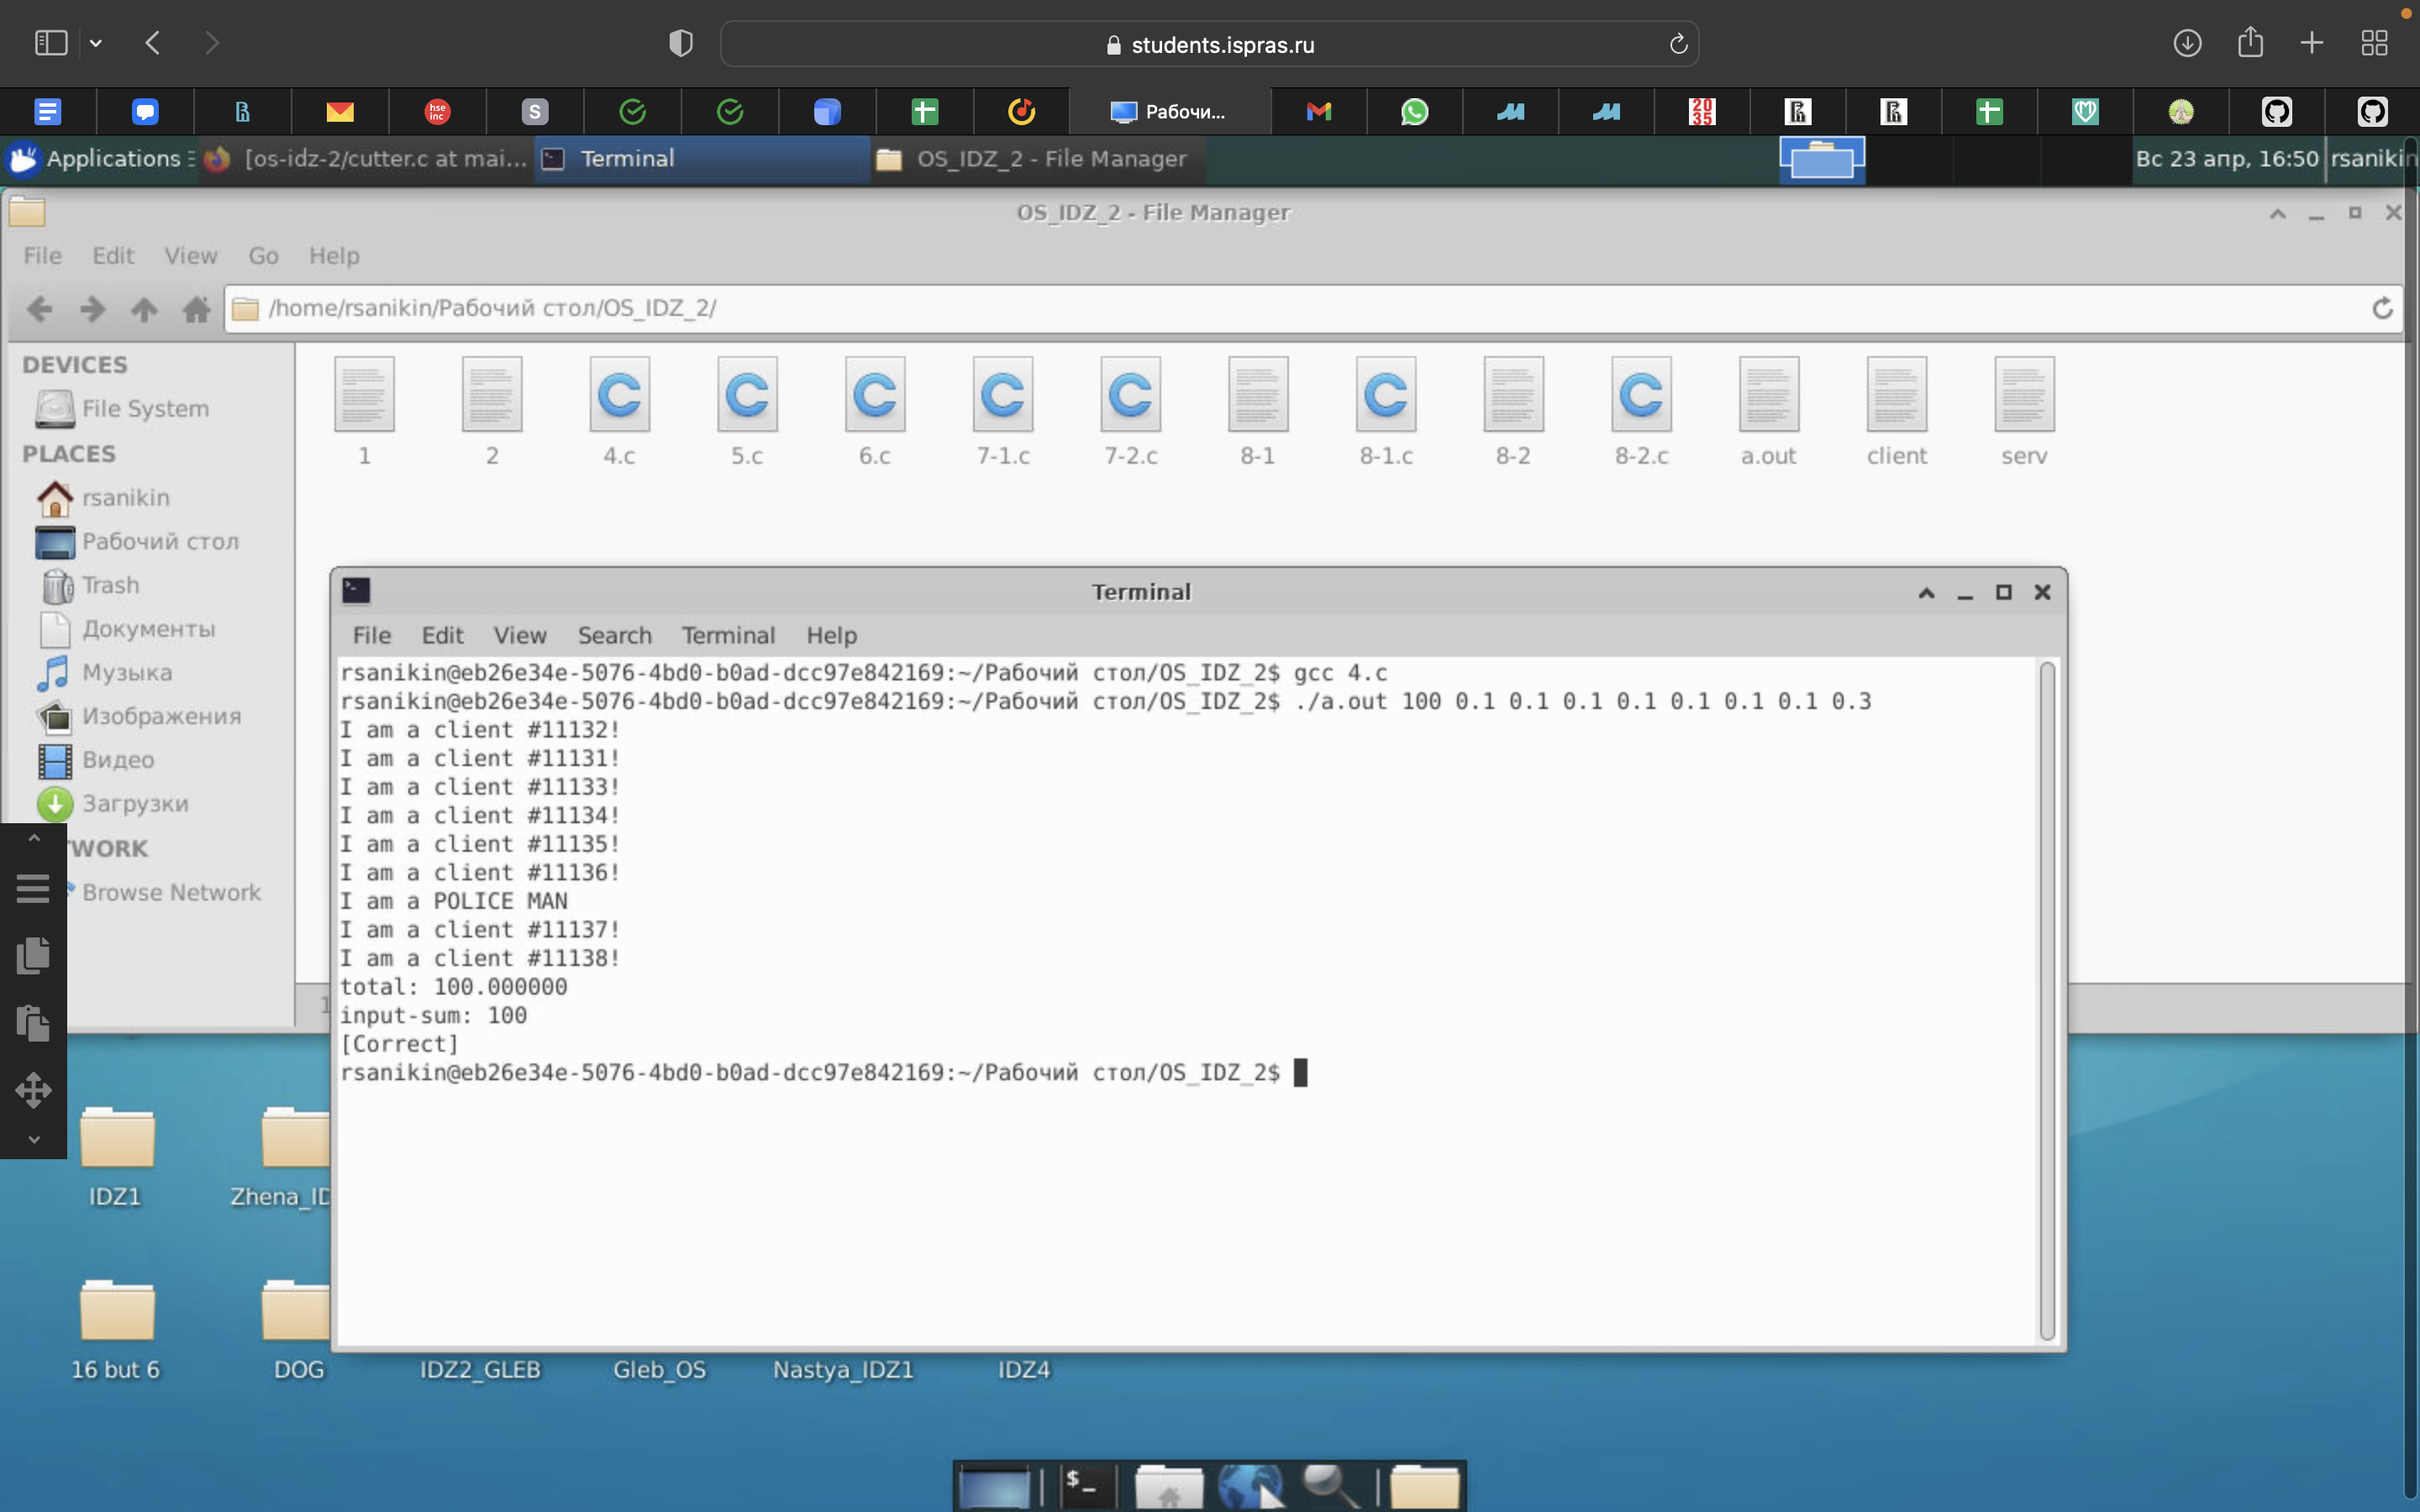 students.ispras.ru
hse
inc
S
Рабочи...
20
35
Applications
[os-idz-2/cutter.c at mai...
Terminal
OS_IDZ_2 - File Manager
Вс 23 апр, 16:50
rsanikin
OS_IDZ_2 - File Manager
File Edit View Go Help
/home/rsanikin/Рабочий стол/OS_IDZ_2/
DEVICES
File System
PLACES
rsanikin
Рабочий стол
Trash
Документы
Музыка
Изображения
Видео
Загрузки
TWORK
Browse Network
1 2 4.c 5.c 6.c 7-1.c 7-2.c 8-1 8-1.c 8-2 8-2.c a.out client serv
Terminal
File Edit View Search Terminal Help
rsanikin@eb26e34e-5076-4bd0-b0ad-dcc97e842169:~/Рабочий стол/OS_IDZ_2$ gcc 4.c
rsanikin@eb26e34e-5076-4bd0-b0ad-dcc97e842169:~/Рабочий стол/OS_IDZ_2$ ./a.out 100 0.1 0.1 0.1 0.1 0.1 0.1 0.1 0.3
I am a client #11132!
I am a client #11131!
I am a client #11133!
I am a client #11134!
I am a client #11135!
I am a client #11136!
I am a POLICE MAN
I am a client #11137!
I am a client #11138!
total: 100.000000
input-sum: 100
[Correct]
rsanikin@eb26e34e-5076-4bd0-b0ad-dcc97e842169:~/Рабочий стол/OS_IDZ_2$
IDZ1 Zhena_ID
16 but 6 DOG IDZ2_GLEB Gleb_OS Nastya_IDZ1 IDZ4